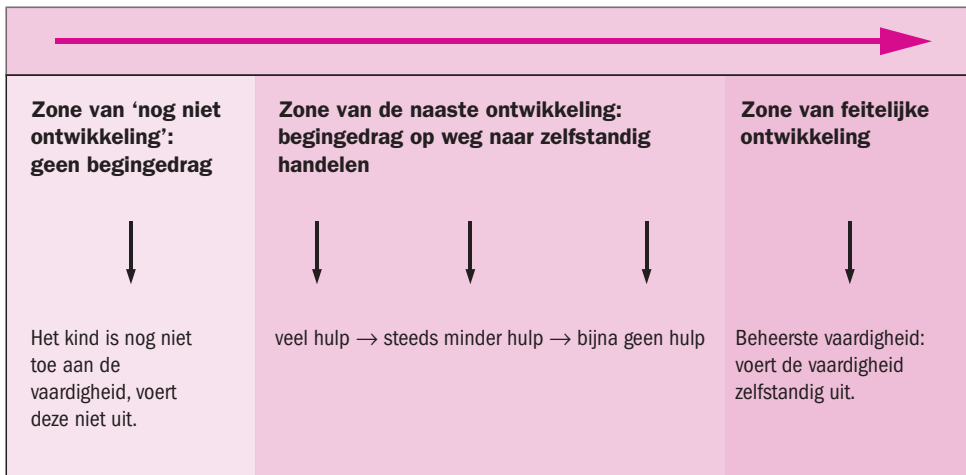 Zone van ‘nog niet
ontwikkeling’:
geen begingedrag
Zone van de naaste ontwikkeling:
begingedrag op weg naar zelfstandig
handelen
Zone van feitelijke
ontwikkeling
Het kind is nog niet
toe aan de
vaardigheid, voert
deze niet uit.
veel hulp → steeds minder hulp → bijna geen hulp
Beheerste vaardigheid:
voert de vaardigheid
zelfstandig uit.